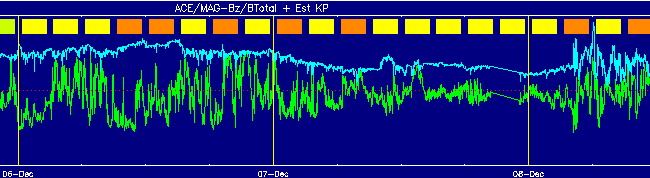 ACE/MAG-Bz/BTotal + Est KP
06-Dec 07-Dec 08-Dec